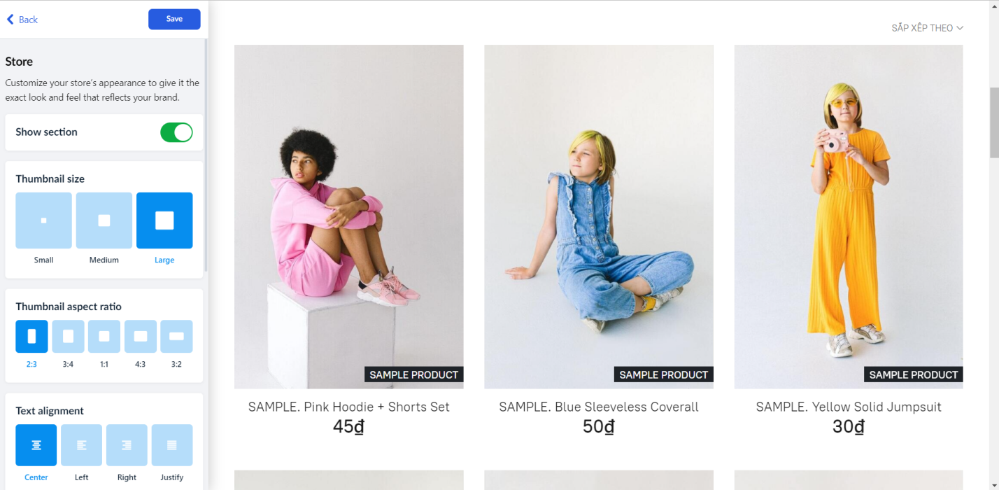 Back
Save
Store
Customize your store's appearance to give it the
exact look and feel that reflects your brand.
Show section
Thumbnail size
Small
Medium
Large
Thumbnail aspect ratio
2:3
3:4
1:1
4:3
3:2
Text alignment
Center
Left
Right
Justify
SẮP XẾP THEO
SAMPLE PRODUCT
SAMPLE PRODUCT
SAMPLE PRODUCT
SAMPLE. Pink Hoodie + Shorts Set
45₫
SAMPLE. Blue Sleeveless Coverall
50₫
SAMPLE. Yellow Solid Jumpsuit
30₫